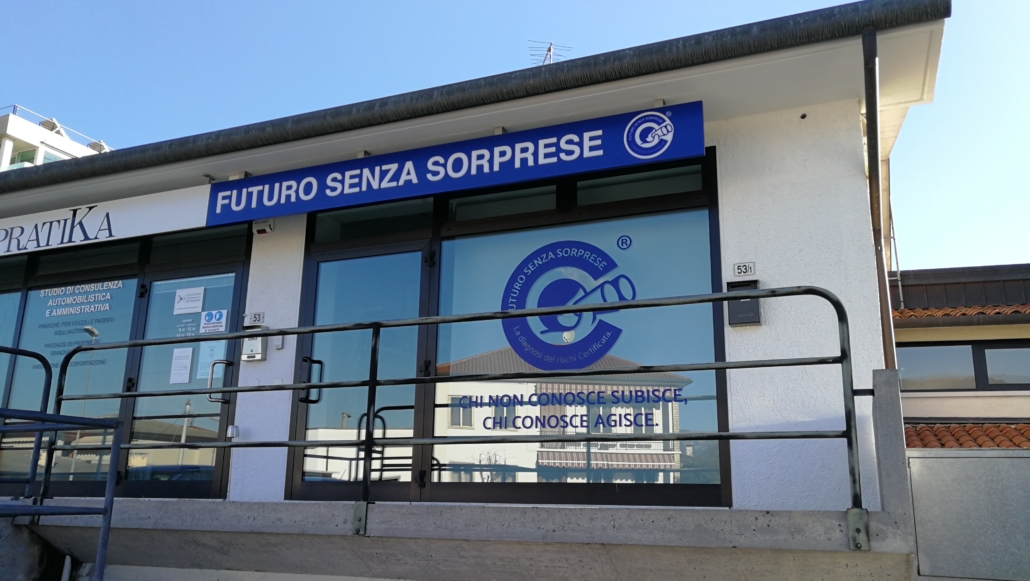 FUTURO SENZA SORPRESE
PRATIKA
STUDIO DI CONSULENZA
AUTOMOBILISTICA
E AMMINISTRATIVA
53
53/1
®
FUTURO SENZA SORPRESE
La diagnosi dei rischi Certificata.
CHI NON CONOSCE SUBISCE,
CHI CONOSCE AGISCE.